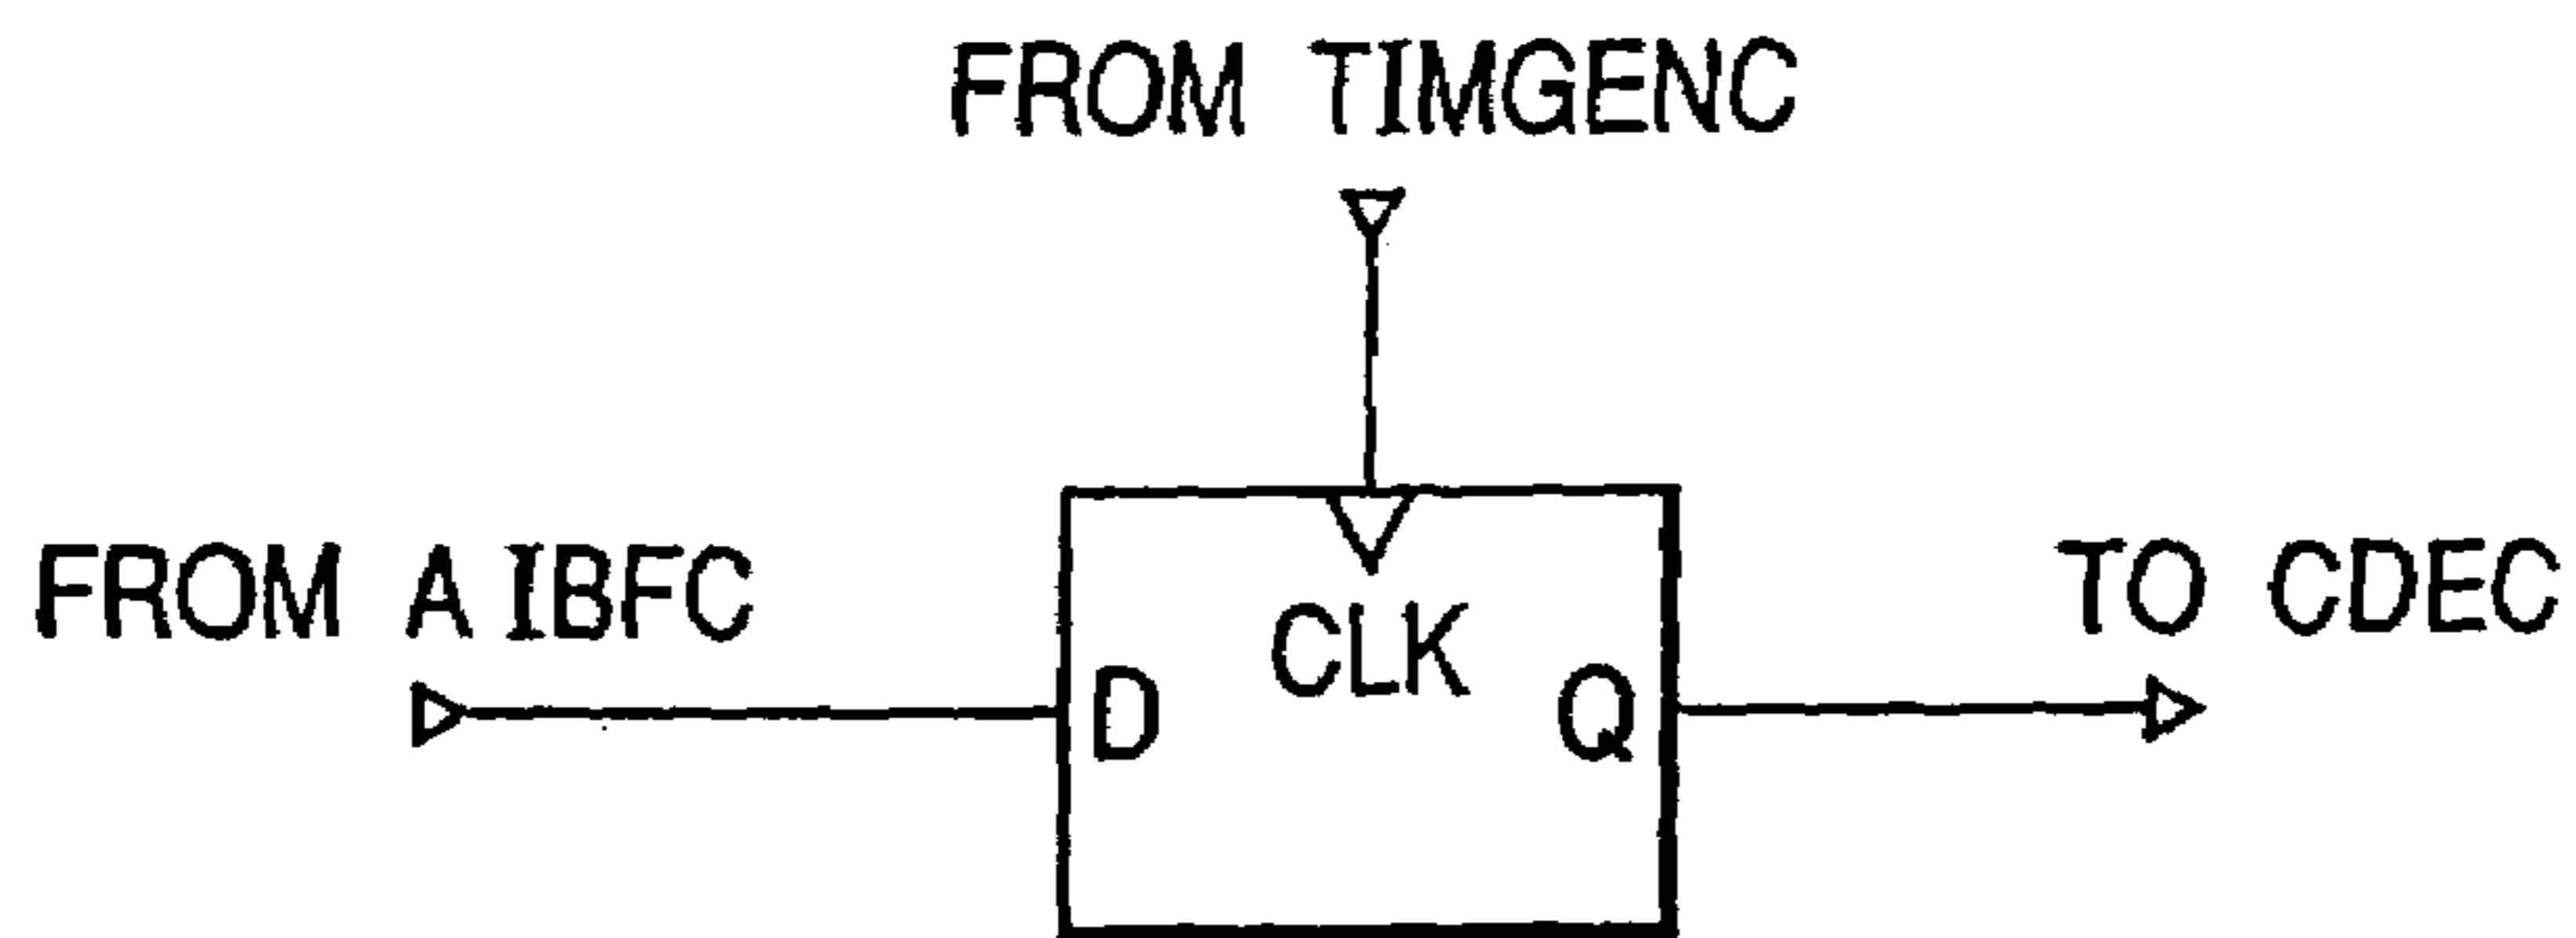 FROM TIMGENC
FROM A IBFC
TO CDEC
CLK
D
Q